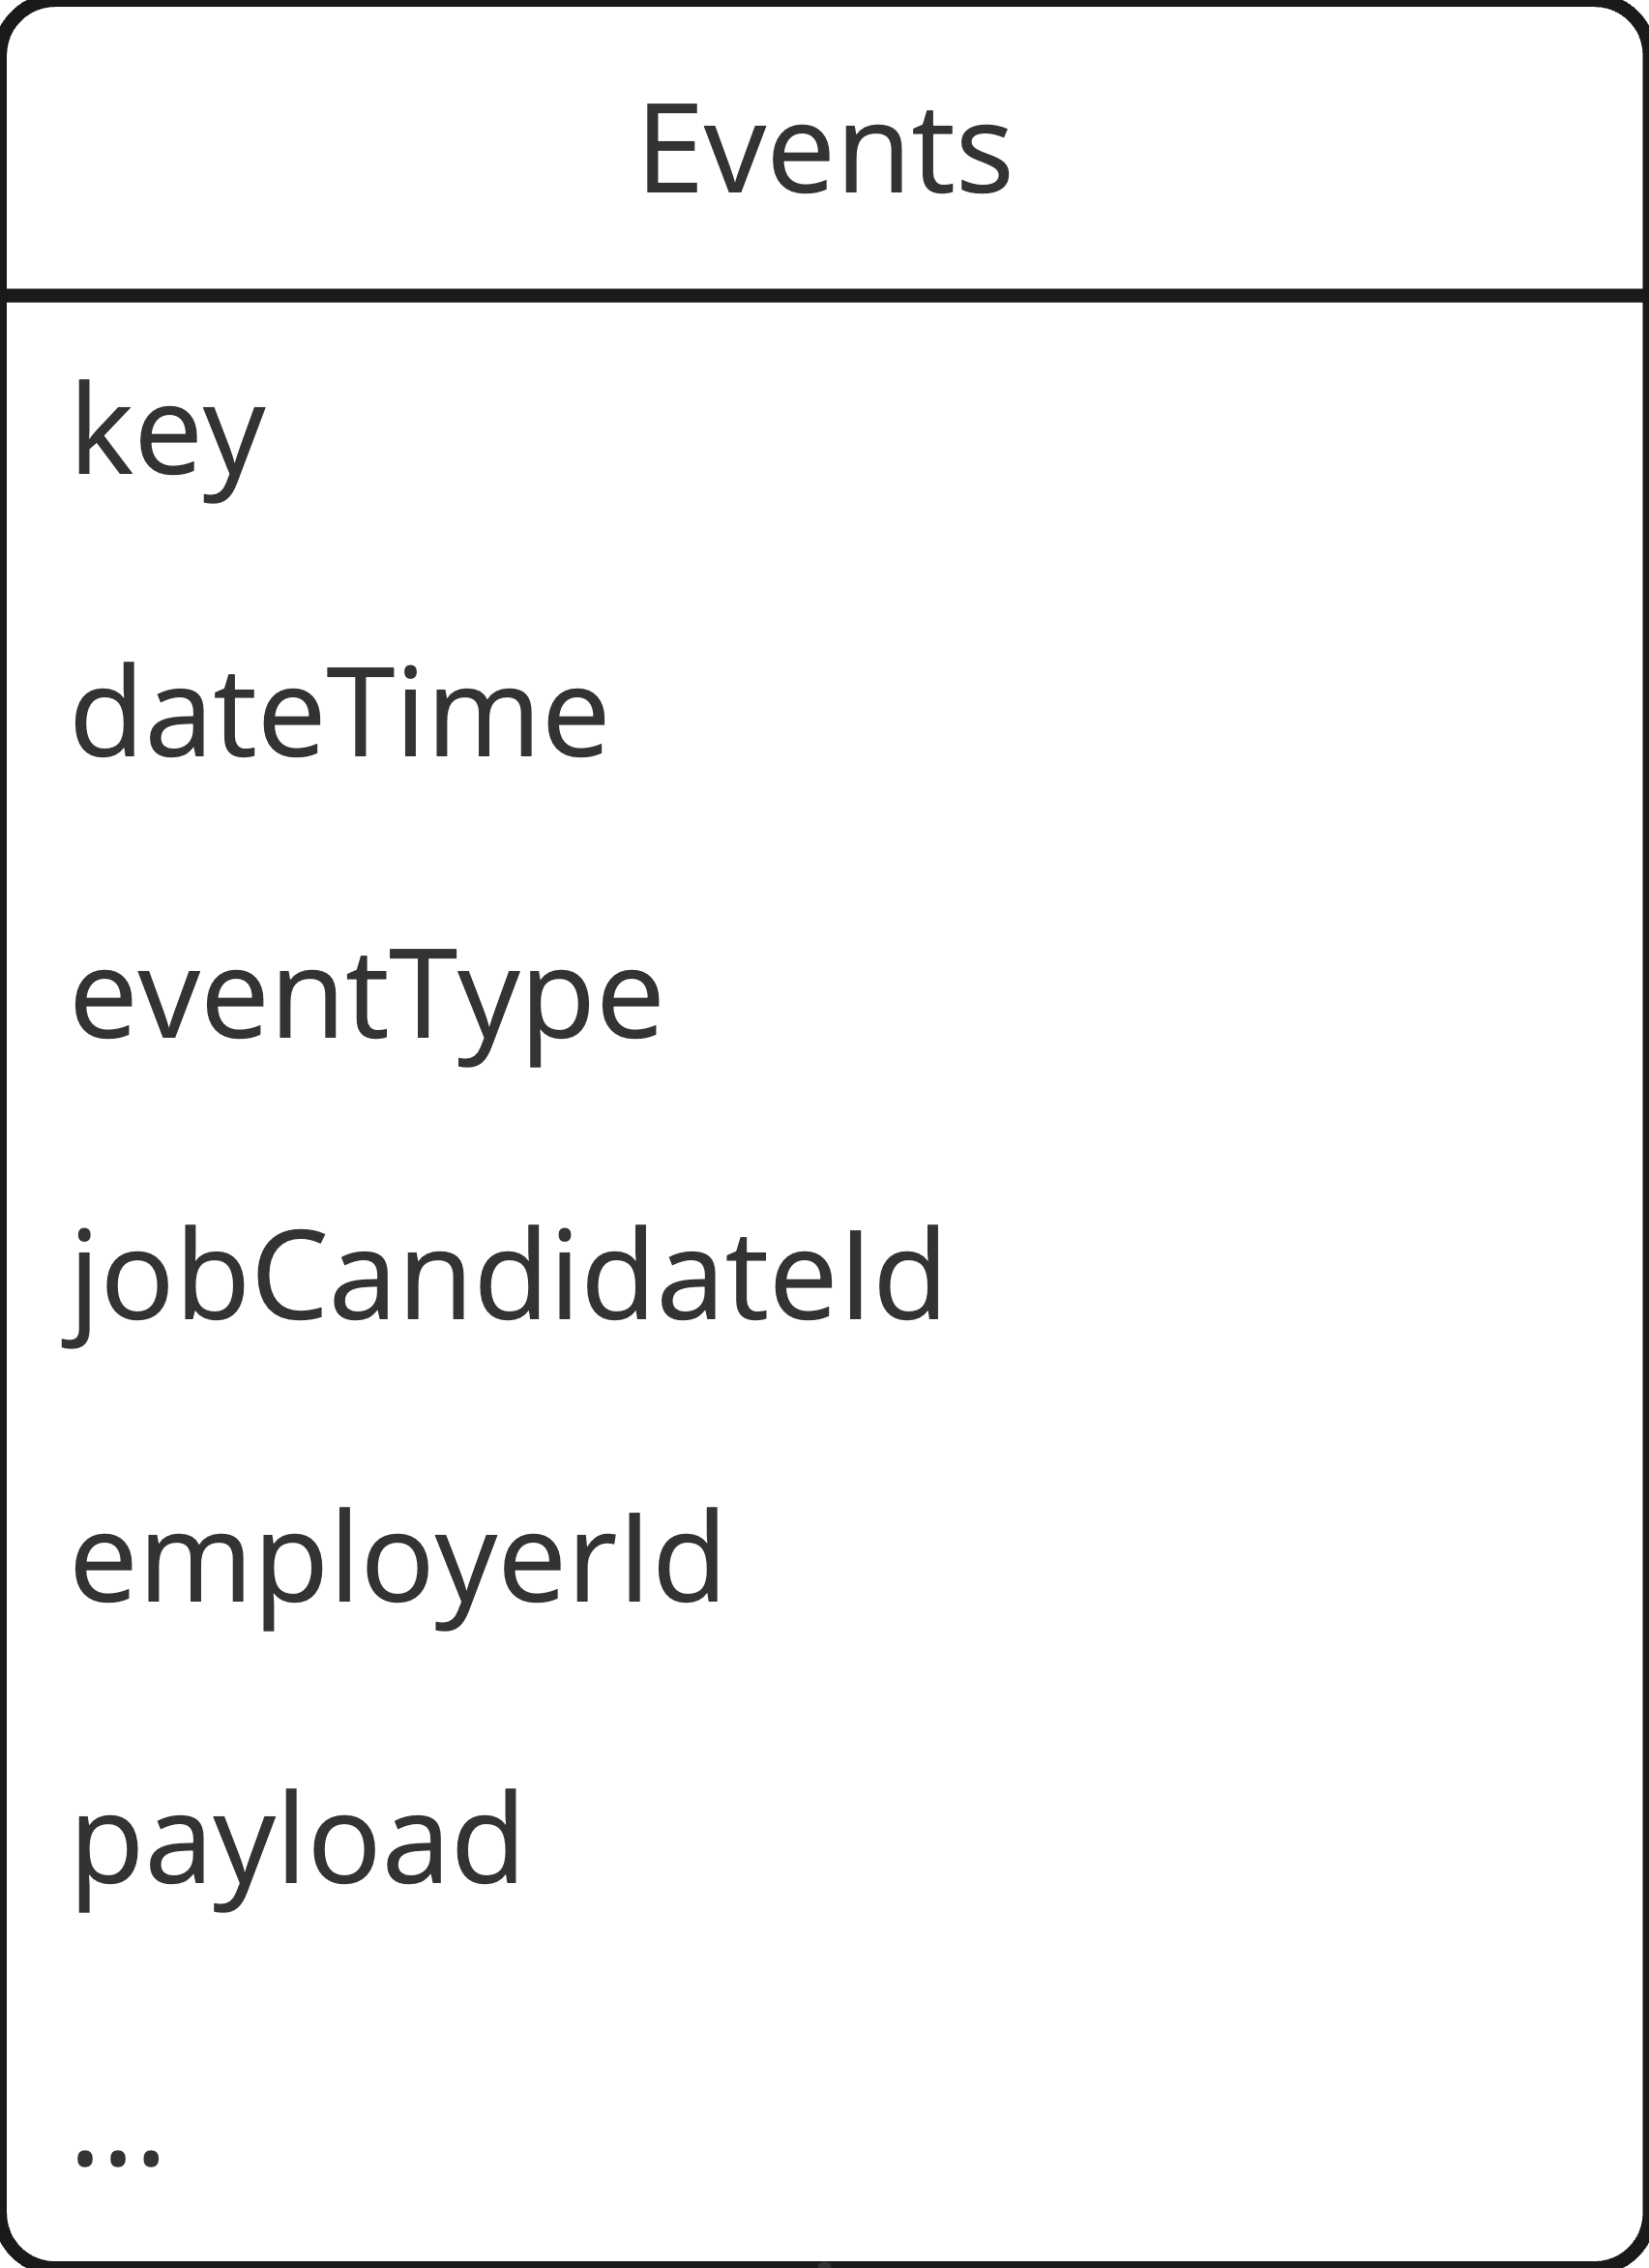 Events
key
dateTime
eventType
jobCandidateId
employerId
payload
...